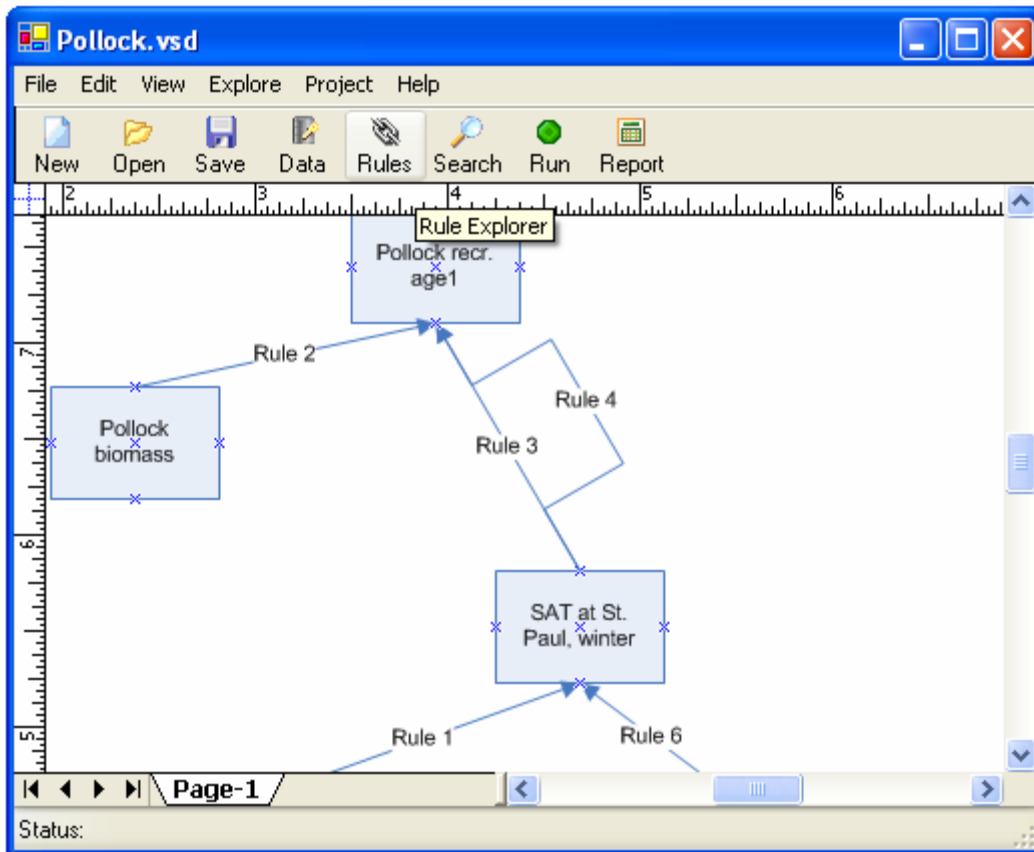 Pollock.vsd
File Edit View Explore Project Help
New Open Save Data Rules Search Run Report
2 3 4 5 6
Rule Explorer
Pollock recr.
age1
7
Rule 2
Rule 4
Pollock
biomass
Rule 3
6
SAT at St.
Paul, winter
5
Rule 1
Rule 6
Page-1
Status: